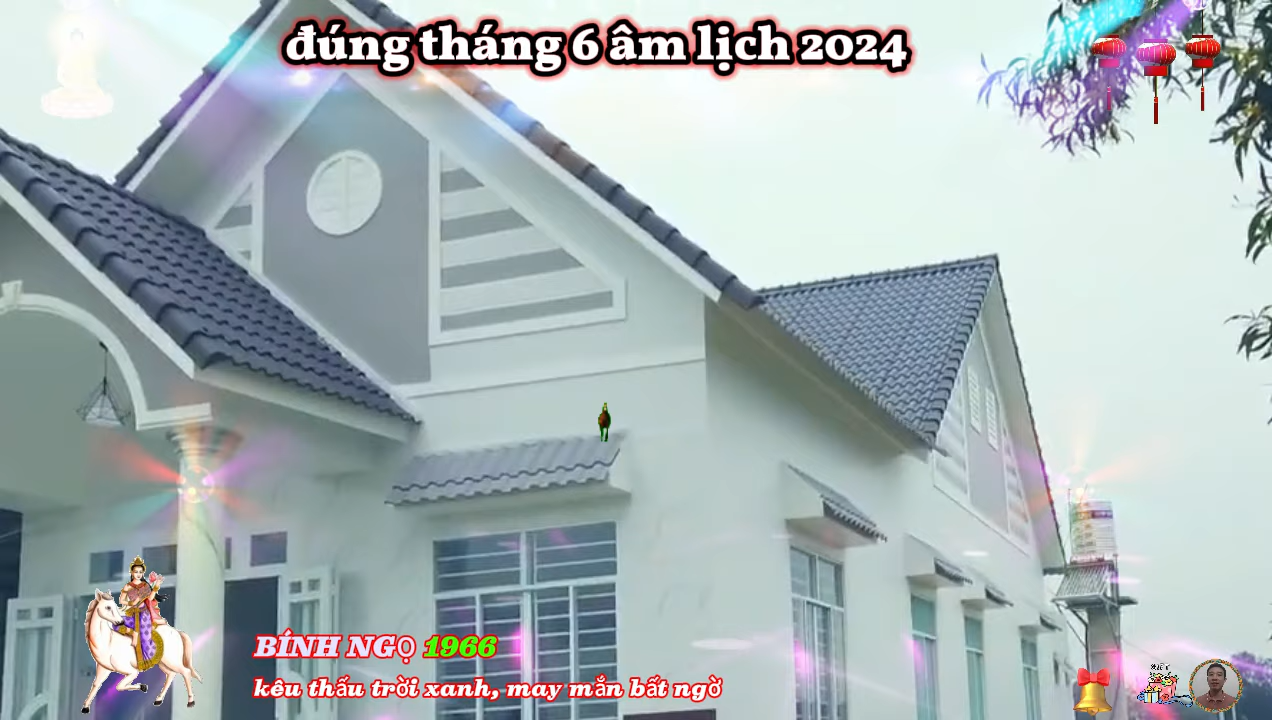 đúng tháng 6 âm lịch 2024
BÍNH NGỌ 1966
kêu thấu trời xanh, may mắn bất ngờ